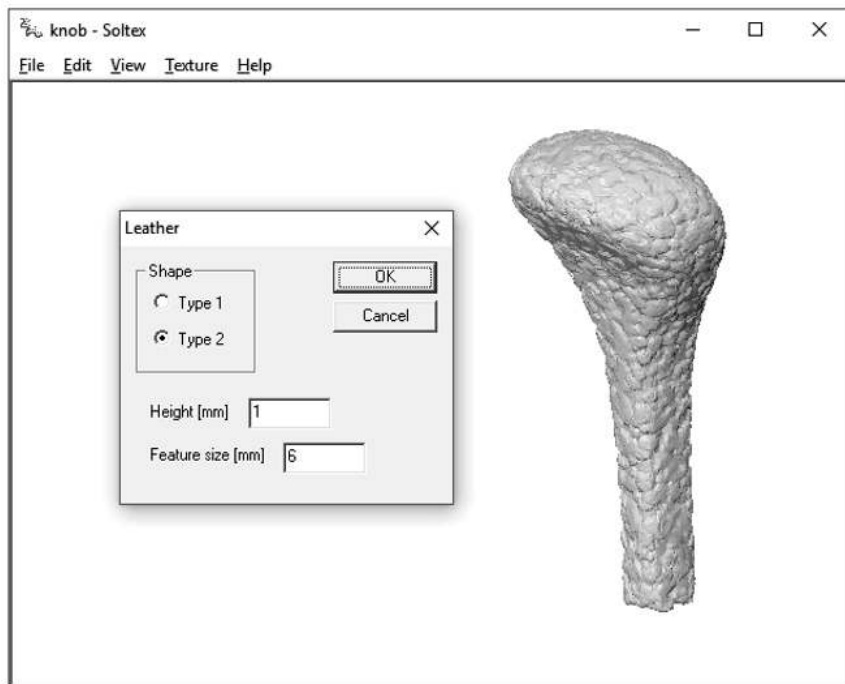 knob - Soltex
File Edit View Texture Help
Leather
Shape
Type 1
Type 2
OK
Cancel
Height [mm] 1
Feature size [mm] 6